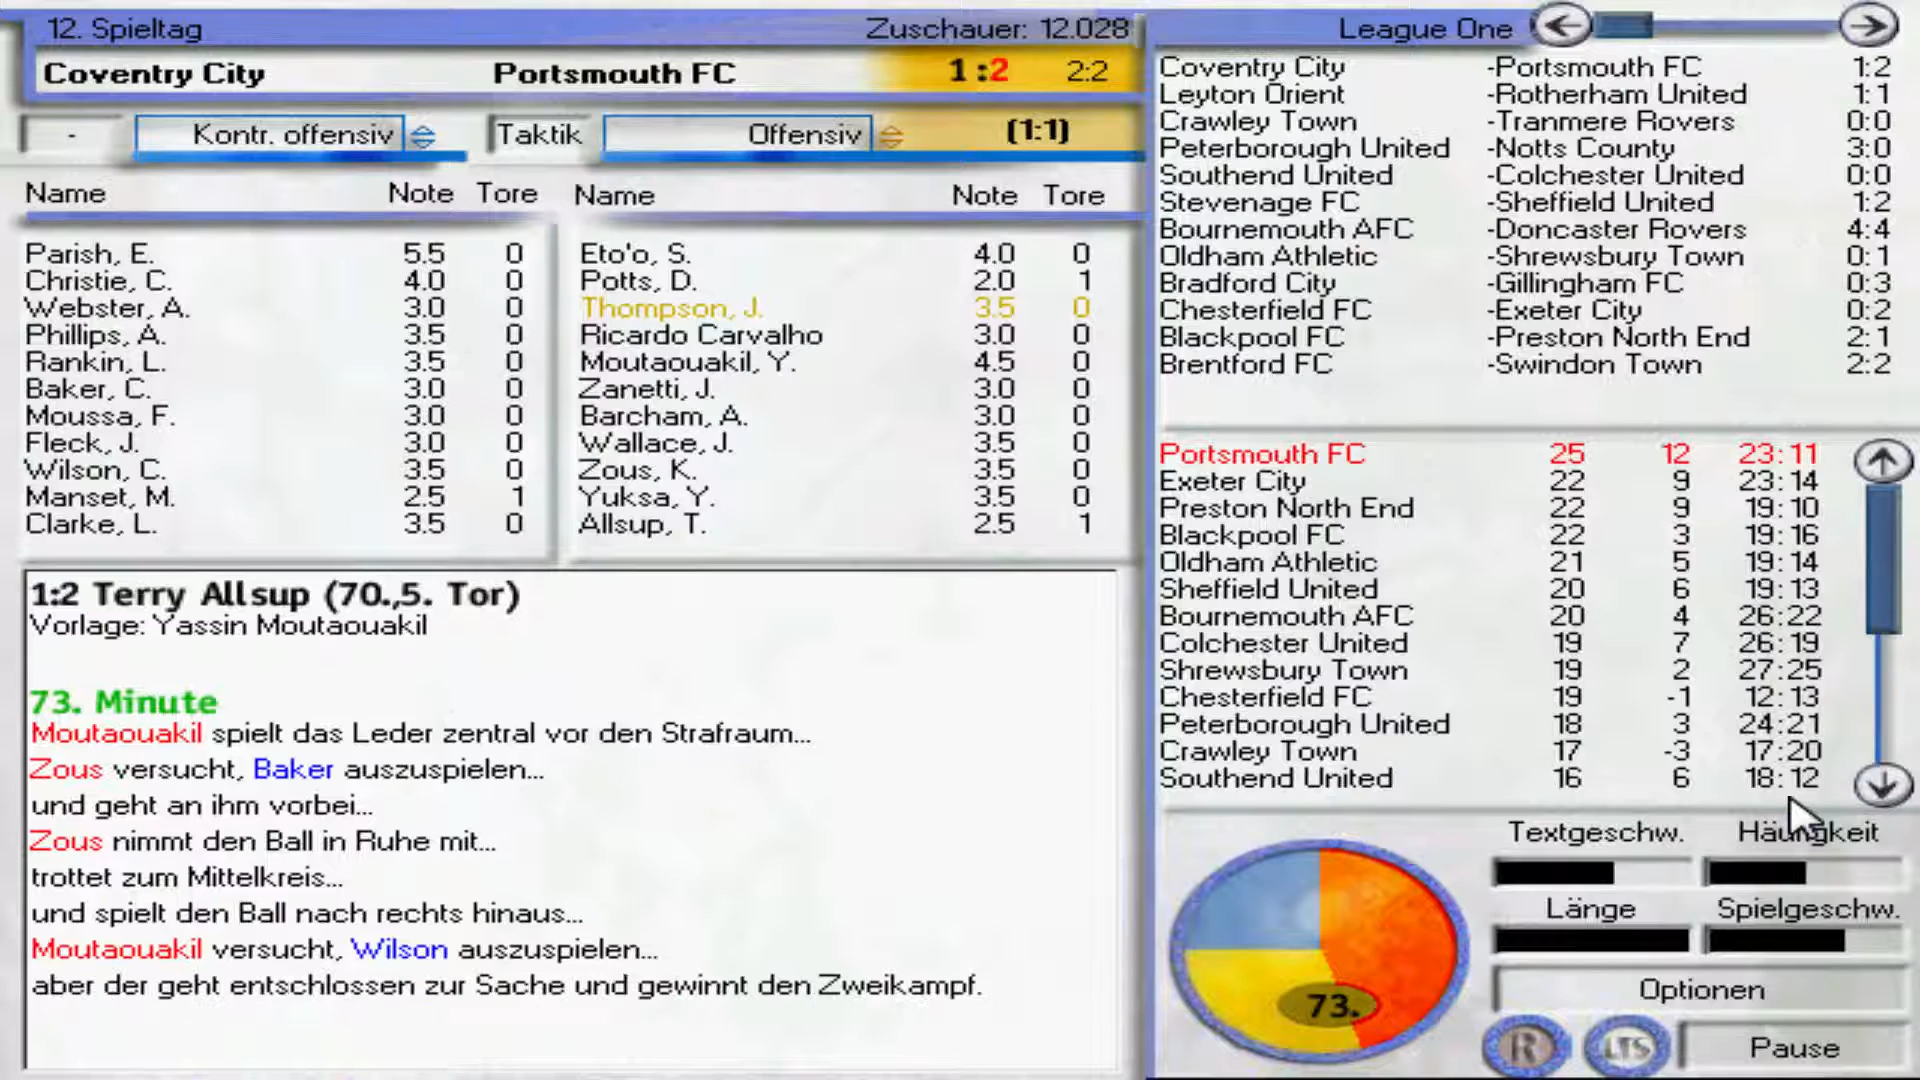 12. Spieltag Zuschauer: 12.028
Coventry City Portsmouth FC 1:2 2:2
- Kontr. offensiv Taktik Offensiv (1:1)
Name Note Tore Name Note Tore
Parish, E. 5.5 0 Eto'o, S. 4.0 0
Christie, C. 4.0 0 Potts, D. 2.0 1
Webster, A. 3.0 0 Thompson, J. 3.5 0
Phillips, A. 3.5 0 Ricardo Carvalho 3.0 0
Rankin, L. 3.5 0 Moutaouakil, Y. 4.5 0
Baker, C. 3.0 0 Zanetti, J. 3.0 0
Moussa, F. 3.0 0 Barcham, A. 3.0 0
Fleck, J. 3.0 0 Wallace, J. 3.5 0
Wilson, C. 3.5 0 Zous, K. 3.5 0
Manset, M. 2.5 1 Yuksa, Y. 3.5 0
Clarke, L. 3.5 0 Allsup, T. 2.5 1
1:2 Terry Allsup (70.,5. Tor)
Vorlage: Yassin Moutaouakil
73. Minute
Moutaouakil spielt das Leder zentral vor den Strafraum...
Zous versucht, Baker auszuspielen...
und geht an ihm vorbei...
Zous nimmt den Ball in Ruhe mit...
trottet zum Mittelkreis...
und spielt den Ball nach rechts hinaus...
Moutaouakil versucht, Wilson auszuspielen...
aber der geht entschlossen zur Sache und gewinnt den Zweikampf.
League One
Coventry City -Portsmouth FC 1:2
Leyton Orient -Rotherham United 1:1
Crawley Town -Tranmere Rovers 0:0
Peterborough United -Notts County 3:0
Southend United -Colchester United 0:0
Stevenage FC -Sheffield United 1:2
Bournemouth AFC -Doncaster Rovers 4:4
Oldham Athletic -Shrewsbury Town 0:1
Bradford City -Gillingham FC 0:3
Chesterfield FC -Exeter City 0:2
Blackpool FC -Preston North End 2:1
Brentford FC -Swindon Town 2:2
Portsmouth FC 25 12 23:11
Exeter City 22 9 23:14
Preston North End 22 9 19:10
Blackpool FC 22 3 19:16
Oldham Athletic 21 5 19:14
Sheffield United 20 6 19:13
Bournemouth AFC 20 4 26:22
Colchester United 19 7 26:19
Shrewsbury Town 19 2 27:25
Chesterfield FC 19 -1 12:13
Peterborough United 18 3 24:21
Crawley Town 17 -3 17:20
Southend United 16 6 18:12
Textgeschw. Häufigkeit
Länge Spielgeschw.
73.
Optionen
R LTS Pause